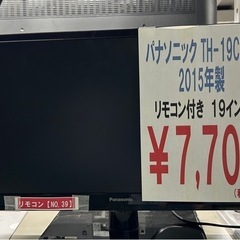 パナソニック TH-19C
2015年製
リモコン付き 19イン
¥7,70
リモコン【NO.39】
Panasonic